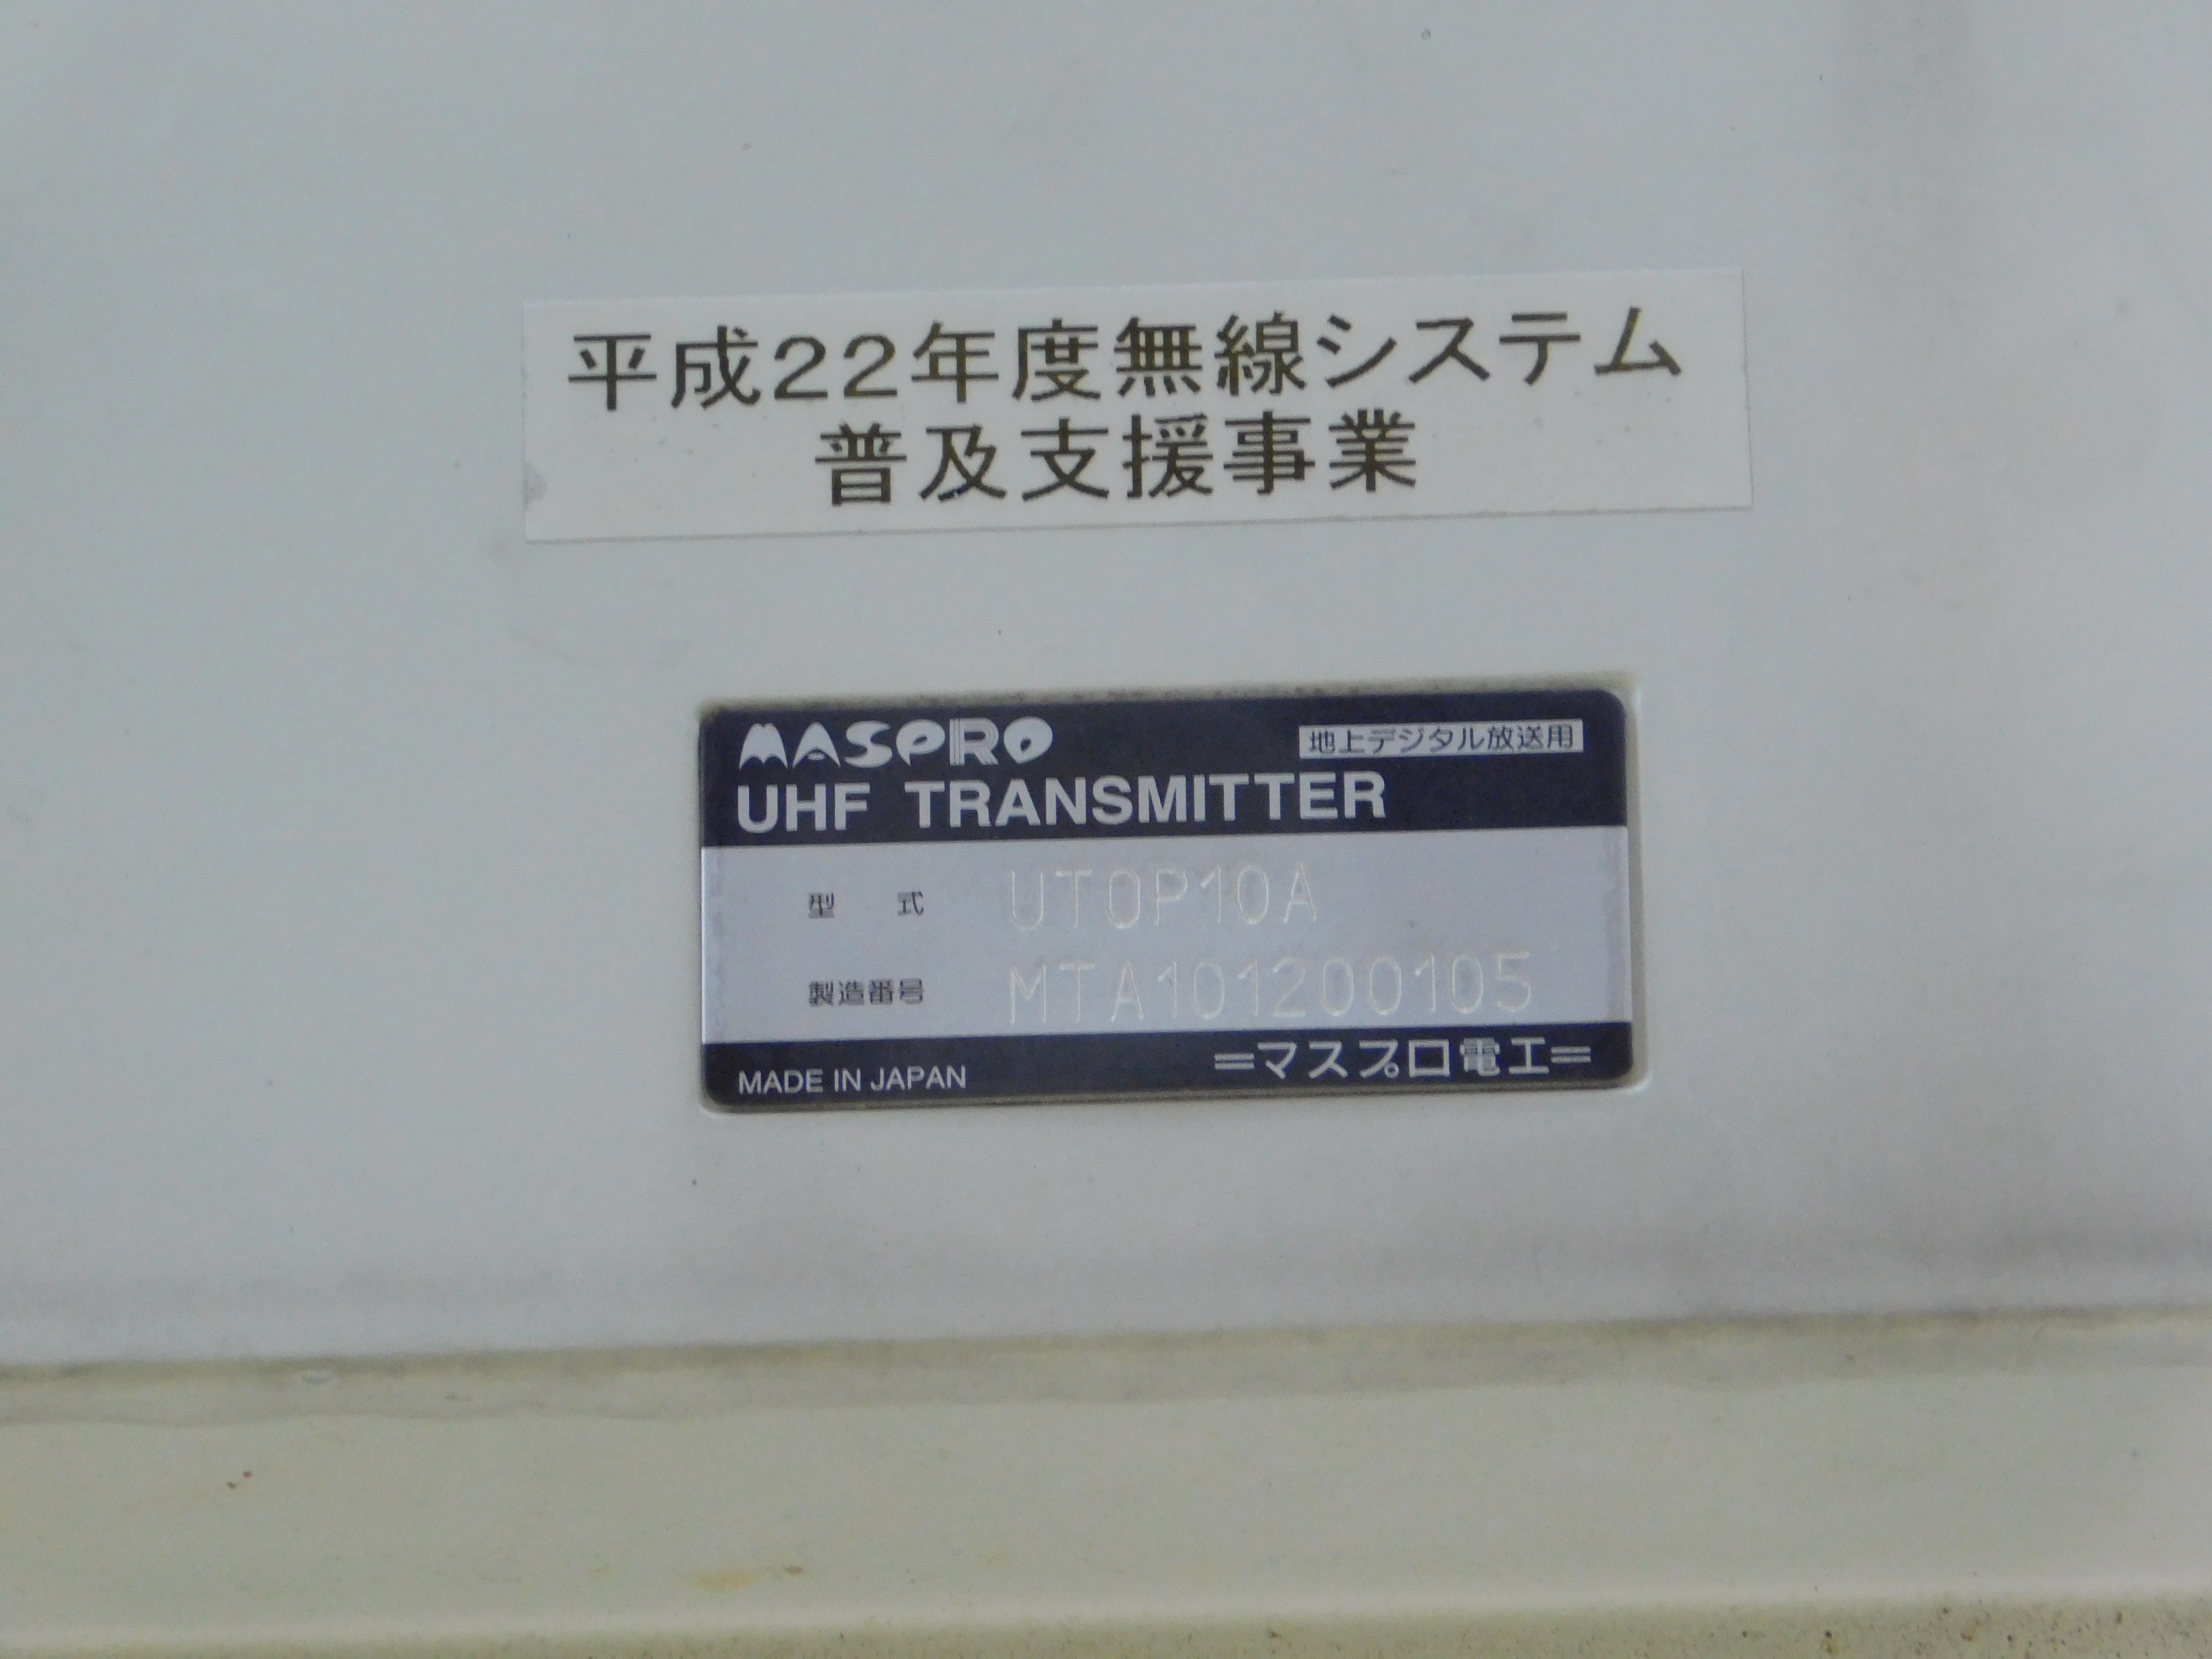 平成22年度無線システム
普及支援事業
MASPRO
地上デジタル放送用
UHF TRANSMITTER
型 式 UT0P10A
製造番号 MTA101200105
MADE IN JAPAN
=マスプロ電工=